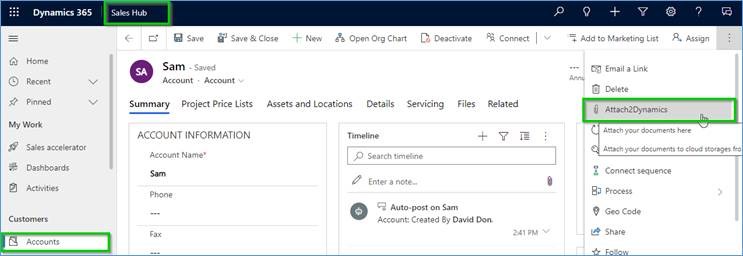 Dynamics 365
Sales Hub
Save
Save & Close
New
Open Org Chart
Deactivate
Connect
Add to Marketing List
Assign
Home
Recent
Pinned
My Work
Sales accelerator
Dashboards
Activities
Customers
Accounts
SA
Sam - Saved
Account · Account
Summary
Project Price Lists
Assets and Locations
Details
Servicing
Files
Related
ACCOUNT INFORMATION
Account Name*
Sam
Phone
---
Fax
---
Timeline
Search timeline
Enter a note...
Auto-post on Sam
Account: Created By David Don.
2:41 PM
---
Email a Link
Delete
Attach2Dynamics
Attach your documents here
Attach your documents to cloud storages fro
Connect sequence
Process
Geo Code
Share
Follow